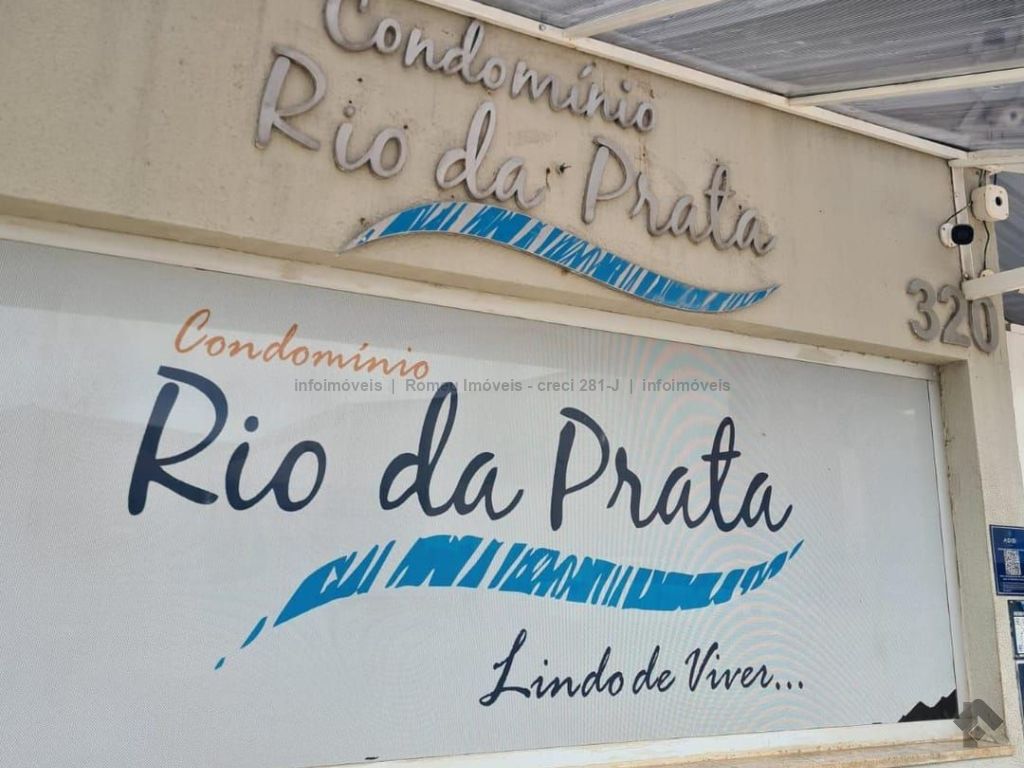 Condomínio
Rio da Prata
320
Condomínio
infoimóveis | Romeu Imóveis - creci 281-J | infoimóveis
Rio da Prata
Lindo de Viver...